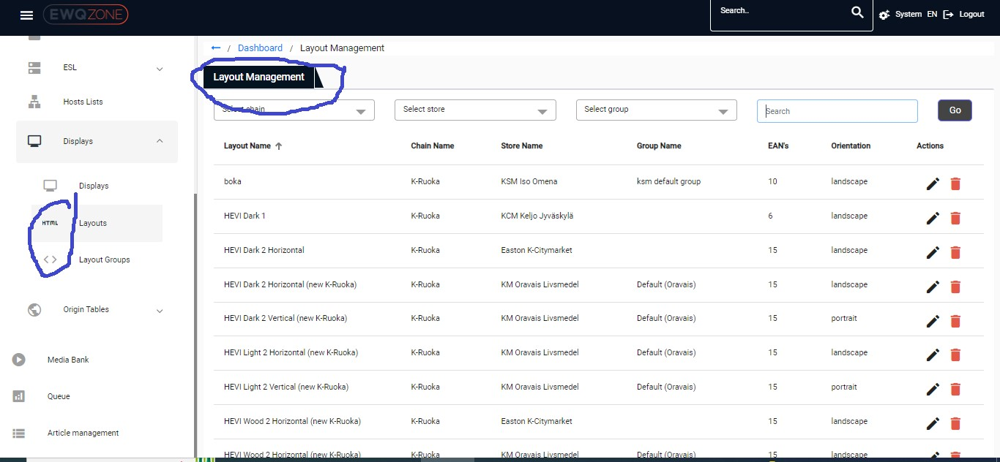 EWQZONE
Search..
System EN Logout
ESL
Hosts Lists
Displays
Displays
HTML Layouts
Layout Groups
Origin Tables
Media Bank
Queue
Article management
← / Dashboard / Layout Management
Layout Management
Select chain Select store Select group Search Go
Layout Name Chain Name Store Name Group Name EAN's Orientation Actions
boka K-Ruoka KSM Iso Omena ksm default group 10 landscape
HEVI Dark 1 K-Ruoka KCM Keljo Jyväskylä 6 landscape
HEVI Dark 2 Horizontal K-Ruoka Easton K-Citymarket 15 landscape
HEVI Dark 2 Horizontal (new K-Ruoka) K-Ruoka KM Oravais Livsmedel Default (Oravais) 15 landscape
HEVI Dark 2 Vertical (new K-Ruoka) K-Ruoka KM Oravais Livsmedel Default (Oravais) 15 portrait
HEVI Light 2 Horizontal (new K-Ruoka) K-Ruoka KM Oravais Livsmedel Default (Oravais) 15 landscape
HEVI Light 2 Vertical (new K-Ruoka) K-Ruoka KM Oravais Livsmedel Default (Oravais) 15 portrait
HEVI Wood 2 Horizontal (new K-Ruoka) K-Ruoka Easton K-Citymarket 15 landscape
HEVI Wood 2 Horizontal (new K-Ruoka) K-Ruoka KM Oravais Livsmedel Default (Oravais) 15 landscape